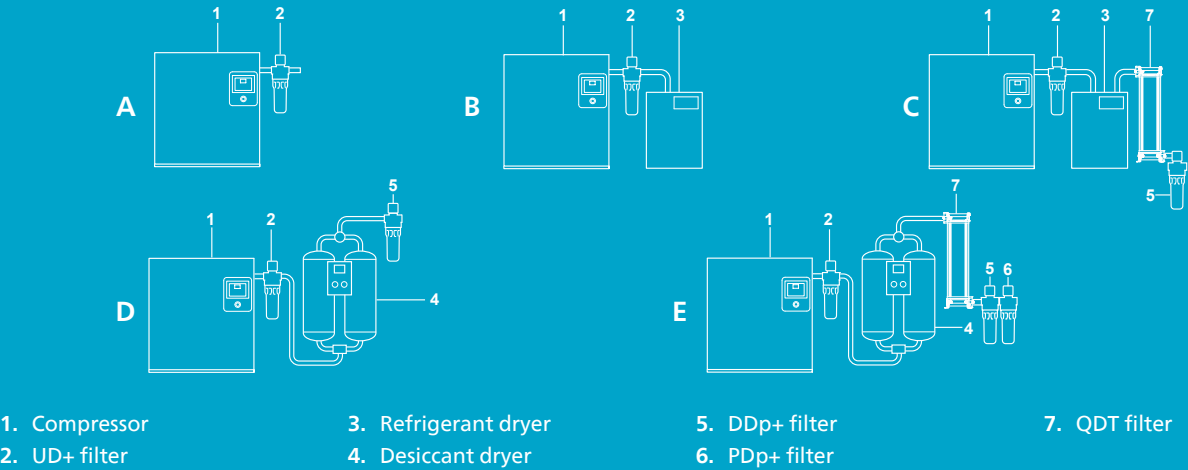 1 2
A
1 2 3
B
1 2 3 7
C
5
1 2 5
D
4
1 2 7
E
5 6
4
1. Compressor
2. UD+ filter
3. Refrigerant dryer
4. Desiccant dryer
5. DDp+ filter
6. PDp+ filter
7. QDT filter